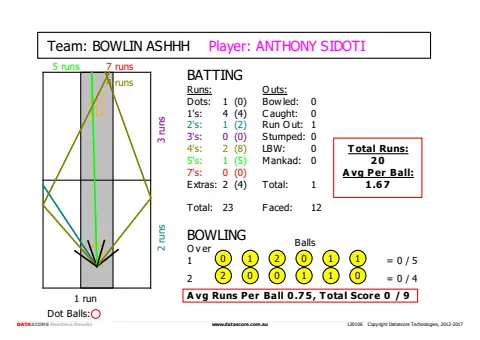 Team: BOWLIN ASHHH Player: ANTHONY SIDOTI
5 runs 7 runs
runs
3 runs
2 runs
1 run
Dot Balls:
BATTING
Runs: Outs:
Dots: 1 (0) Bowled: 0
1's: 4 (4) Caught: 0
2's: 1 (2) Run Out: 1
3's: 0 (0) Stumped: 0
4's: 2 (8) LBW: 0
5's: 1 (5) Mankad: 0
7's: 0 (0)
Extras: 2 (4) Total: 1
Total: 23 Faced: 12
Total Runs:
20
Avg Per Ball:
1.67
BOWLING
Over Balls
1 0 1 2 0 1 1 = 0 / 5
2 2 0 0 1 1 0 = 0 / 4
Avg Runs Per Ball 0.75, Total Score 0 / 9
DATASCORE Realtime eResults www.datascore.com.au 130106 Copyright Datascore Technologies, 2012-2017